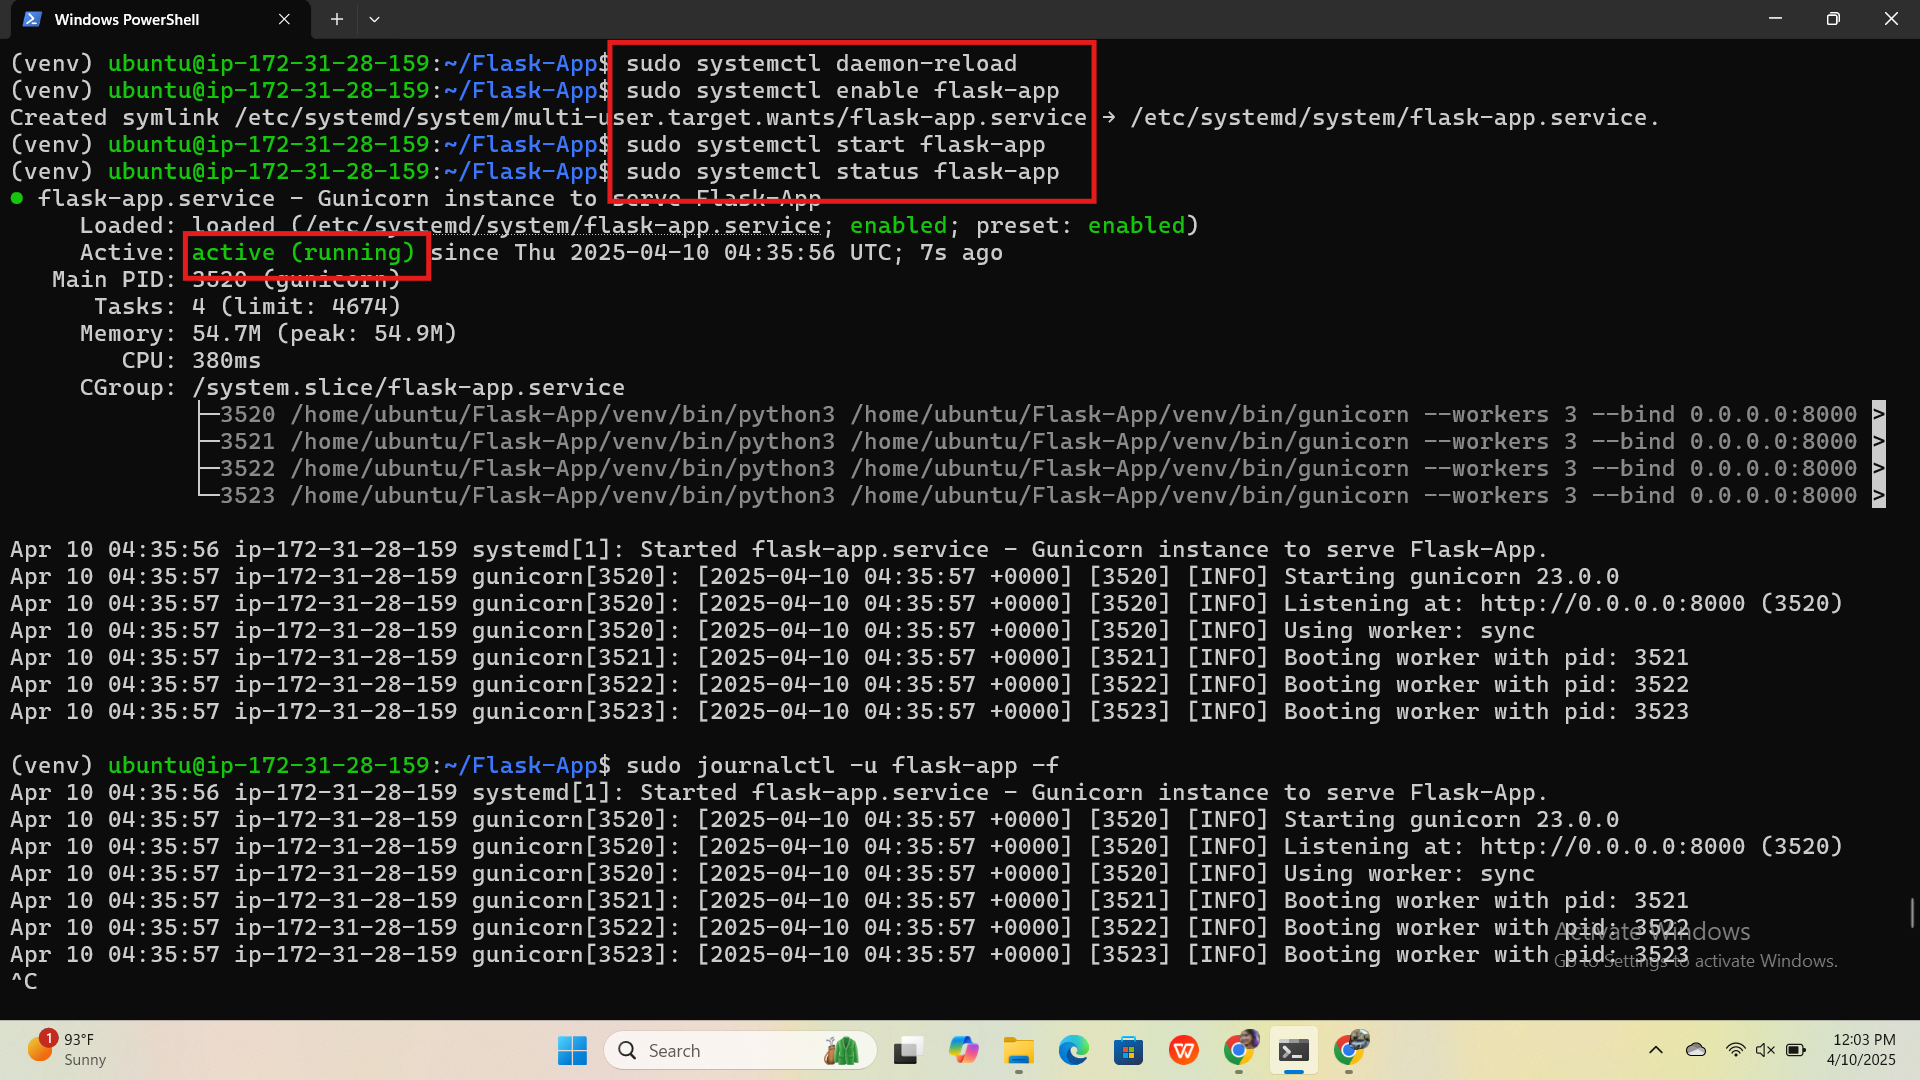 Windows PowerShell
(venv) ubuntu@ip-172-31-28-159:~/Flask-App$ sudo systemctl daemon-reload
(venv) ubuntu@ip-172-31-28-159:~/Flask-App$ sudo systemctl enable flask-app
Created symlink /etc/systemd/system/multi-user.target.wants/flask-app.service → /etc/systemd/system/flask-app.service.
(venv) ubuntu@ip-172-31-28-159:~/Flask-App$ sudo systemctl start flask-app
(venv) ubuntu@ip-172-31-28-159:~/Flask-App$ sudo systemctl status flask-app
● flask-app.service - Gunicorn instance to serve Flask-App
Loaded: loaded (/etc/systemd/system/flask-app.service; enabled; preset: enabled)
Active: active (running) since Thu 2025-04-10 04:35:56 UTC; 7s ago
Main PID: 3520 (gunicorn)
Tasks: 4 (limit: 4674)
Memory: 54.7M (peak: 54.9M)
CPU: 380ms
CGroup: /system.slice/flask-app.service
├─3520 /home/ubuntu/Flask-App/venv/bin/python3 /home/ubuntu/Flask-App/venv/bin/gunicorn --workers 3 --bind 0.0.0.0:8000 >
├─3521 /home/ubuntu/Flask-App/venv/bin/python3 /home/ubuntu/Flask-App/venv/bin/gunicorn --workers 3 --bind 0.0.0.0:8000 >
├─3522 /home/ubuntu/Flask-App/venv/bin/python3 /home/ubuntu/Flask-App/venv/bin/gunicorn --workers 3 --bind 0.0.0.0:8000 >
└─3523 /home/ubuntu/Flask-App/venv/bin/python3 /home/ubuntu/Flask-App/venv/bin/gunicorn --workers 3 --bind 0.0.0.0:8000 >
Apr 10 04:35:56 ip-172-31-28-159 systemd[1]: Started flask-app.service - Gunicorn instance to serve Flask-App.
Apr 10 04:35:57 ip-172-31-28-159 gunicorn[3520]: [2025-04-10 04:35:57 +0000] [3520] [INFO] Starting gunicorn 23.0.0
Apr 10 04:35:57 ip-172-31-28-159 gunicorn[3520]: [2025-04-10 04:35:57 +0000] [3520] [INFO] Listening at: http://0.0.0.0:8000 (3520)
Apr 10 04:35:57 ip-172-31-28-159 gunicorn[3520]: [2025-04-10 04:35:57 +0000] [3520] [INFO] Using worker: sync
Apr 10 04:35:57 ip-172-31-28-159 gunicorn[3521]: [2025-04-10 04:35:57 +0000] [3521] [INFO] Booting worker with pid: 3521
Apr 10 04:35:57 ip-172-31-28-159 gunicorn[3522]: [2025-04-10 04:35:57 +0000] [3522] [INFO] Booting worker with pid: 3522
Apr 10 04:35:57 ip-172-31-28-159 gunicorn[3523]: [2025-04-10 04:35:57 +0000] [3523] [INFO] Booting worker with pid: 3523
(venv) ubuntu@ip-172-31-28-159:~/Flask-App$ sudo journalctl -u flask-app -f
Apr 10 04:35:56 ip-172-31-28-159 systemd[1]: Started flask-app.service - Gunicorn instance to serve Flask-App.
Apr 10 04:35:57 ip-172-31-28-159 gunicorn[3520]: [2025-04-10 04:35:57 +0000] [3520] [INFO] Starting gunicorn 23.0.0
Apr 10 04:35:57 ip-172-31-28-159 gunicorn[3520]: [2025-04-10 04:35:57 +0000] [3520] [INFO] Listening at: http://0.0.0.0:8000 (3520)
Apr 10 04:35:57 ip-172-31-28-159 gunicorn[3520]: [2025-04-10 04:35:57 +0000] [3520] [INFO] Using worker: sync
Apr 10 04:35:57 ip-172-31-28-159 gunicorn[3521]: [2025-04-10 04:35:57 +0000] [3521] [INFO] Booting worker with pid: 3521
Apr 10 04:35:57 ip-172-31-28-159 gunicorn[3522]: [2025-04-10 04:35:57 +0000] [3522] [INFO] Booting worker with pid: 3522
Apr 10 04:35:57 ip-172-31-28-159 gunicorn[3523]: [2025-04-10 04:35:57 +0000] [3523] [INFO] Booting worker with pid: 3523
^C
Activate Windows
Go to Settings to activate Windows.
1
93°F
Sunny
Search
12:03 PM
4/10/2025